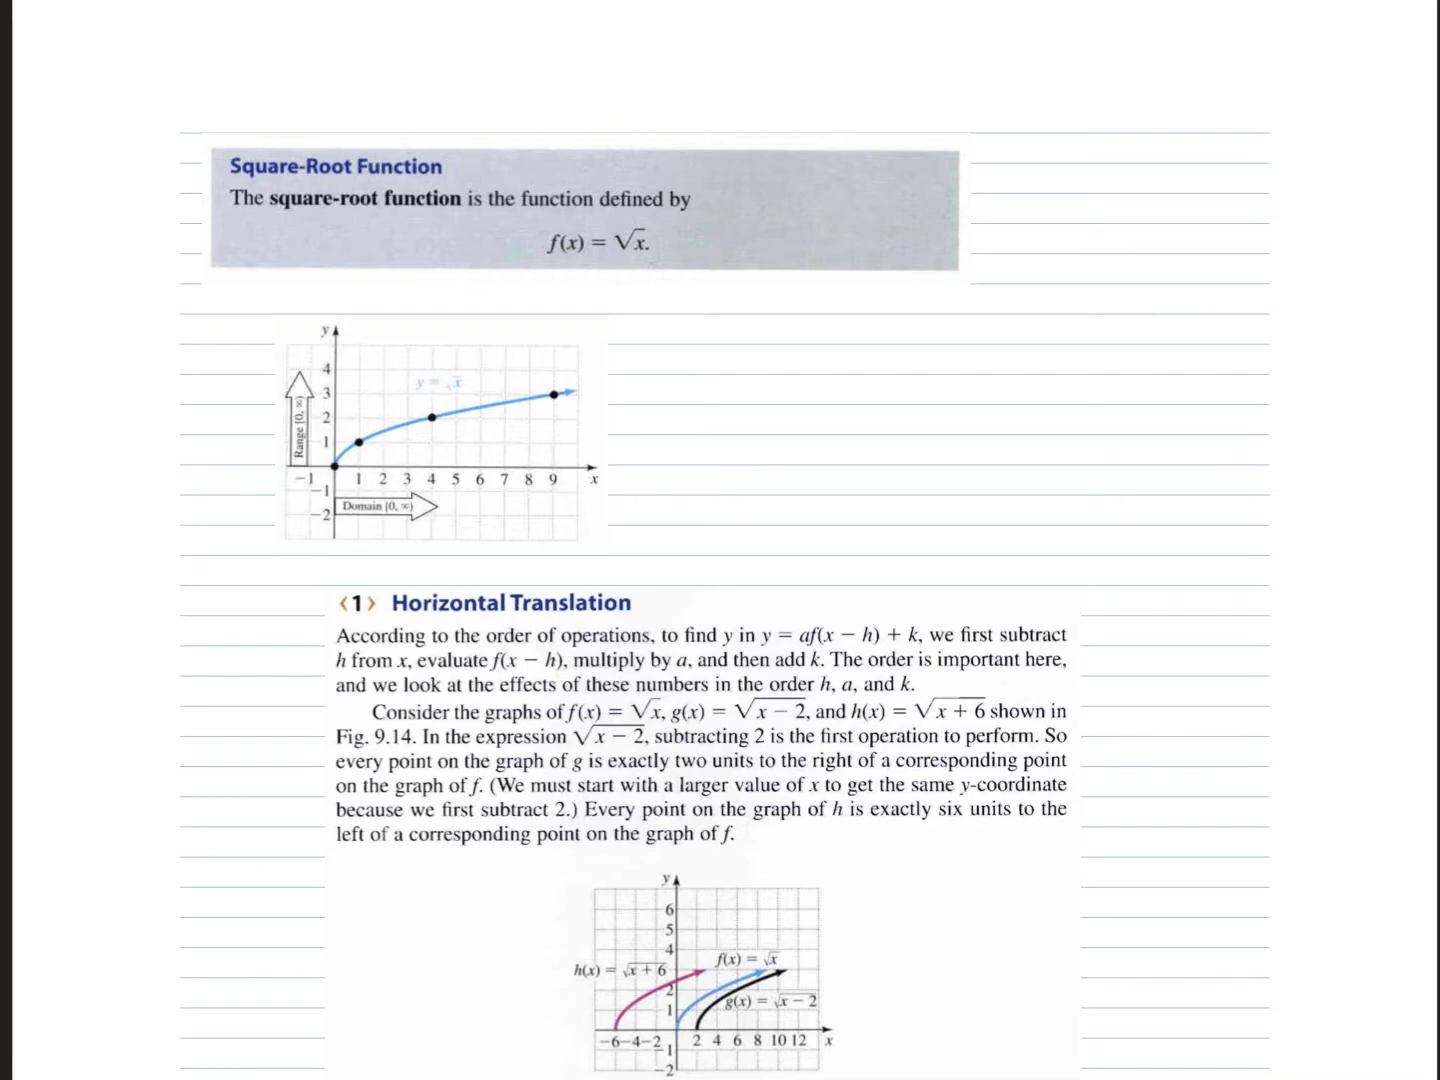 Square-Root Function
The square-root function is the function defined by
f(x) = √x.
y
4
3
2
1
y = √x
Range [0, ∞)
−1 1 2 3 4 5 6 7 8 9 x
−1
Domain [0, ∞)
−2
‹1› Horizontal Translation
According to the order of operations, to find y in y = af(x − h) + k, we first subtract
h from x, evaluate f(x − h), multiply by a, and then add k. The order is important here,
and we look at the effects of these numbers in the order h, a, and k.
Consider the graphs of f(x) = √x, g(x) = √x − 2, and h(x) = √x + 6 shown in
Fig. 9.14. In the expression √x − 2, subtracting 2 is the first operation to perform. So
every point on the graph of g is exactly two units to the right of a corresponding point
on the graph of f. (We must start with a larger value of x to get the same y-coordinate
because we first subtract 2.) Every point on the graph of h is exactly six units to the
left of a corresponding point on the graph of f.
y
6
5
4
h(x) = √x + 6
f(x) = √x
2
g(x) = √x − 2
1
−6 −4 −2 2 4 6 8 10 12 x
−1
−2